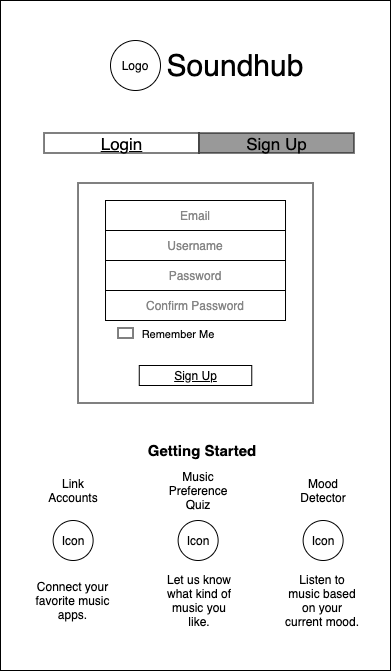 Logo Soundhub
Login Sign Up
Email
Username
Password
Confirm Password
Remember Me
Sign Up
Getting Started
Link
Accounts
Music
Preference
Quiz
Mood
Detector
Icon Icon Icon
Connect your
favorite music
apps.
Let us know
what kind of
music you
like.
Listen to
music based
on your
current mood.